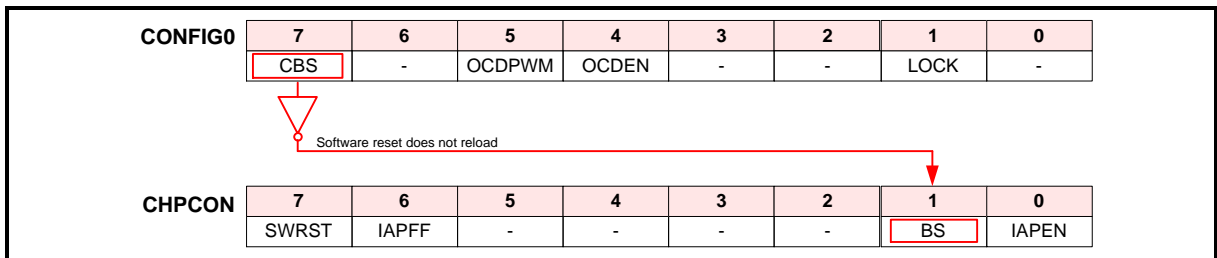 CONFIG0 7 6 5 4 3 2 1 0
CBS - OCDPWM OCDEN - - LOCK -
Software reset does not reload
CHPCON 7 6 5 4 3 2 1 0
SWRST IAPFF - - - - BS IAPEN